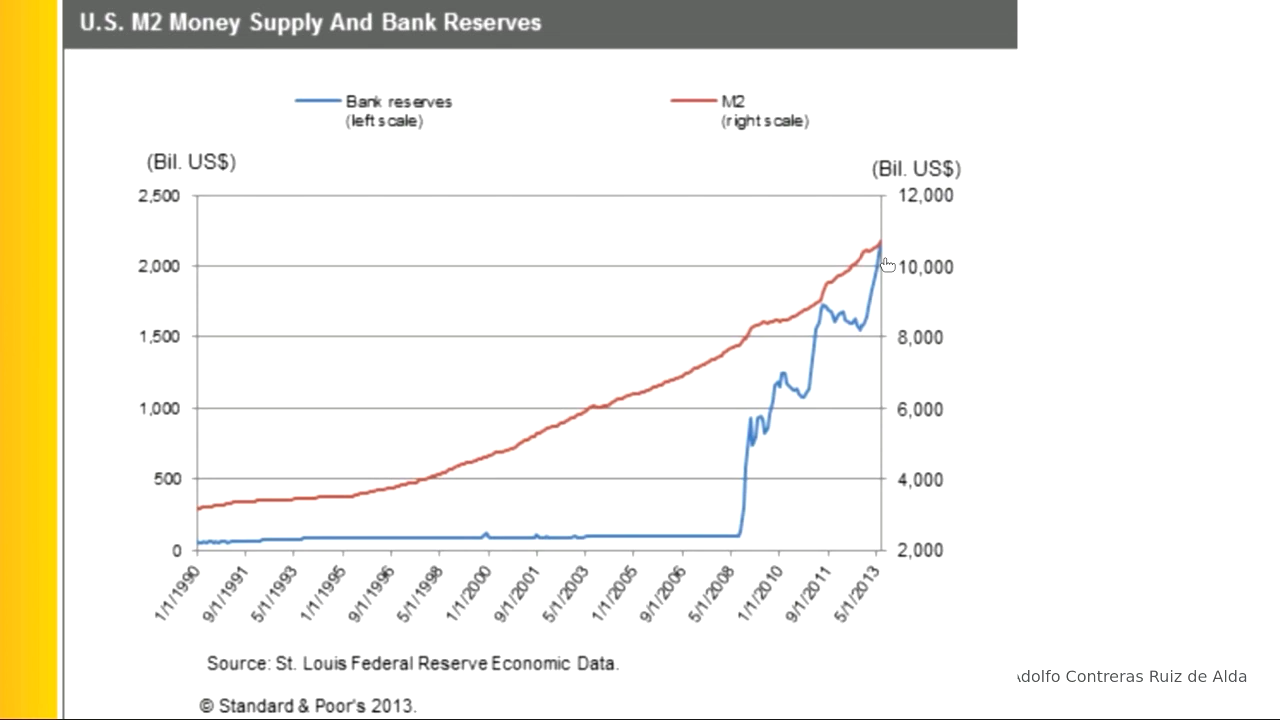 U.S. M2 Money Supply And Bank Reserves
Bank reserves
(left scale)
M2
(right scale)
(Bil. US$)
(Bil. US$)
2,500
2,000
1,500
1,000
500
0
12,000
10,000
8,000
6,000
4,000
2,000
1/1/1990
9/1/1991
5/1/1993
1/1/1995
9/1/1996
5/1/1998
1/1/2000
9/1/2001
5/1/2003
1/1/2005
9/1/2006
5/1/2008
1/1/2010
9/1/2011
5/1/2013
Source: St. Louis Federal Reserve Economic Data.
© Standard & Poor's 2013.
Adolfo Contreras Ruiz de Alda